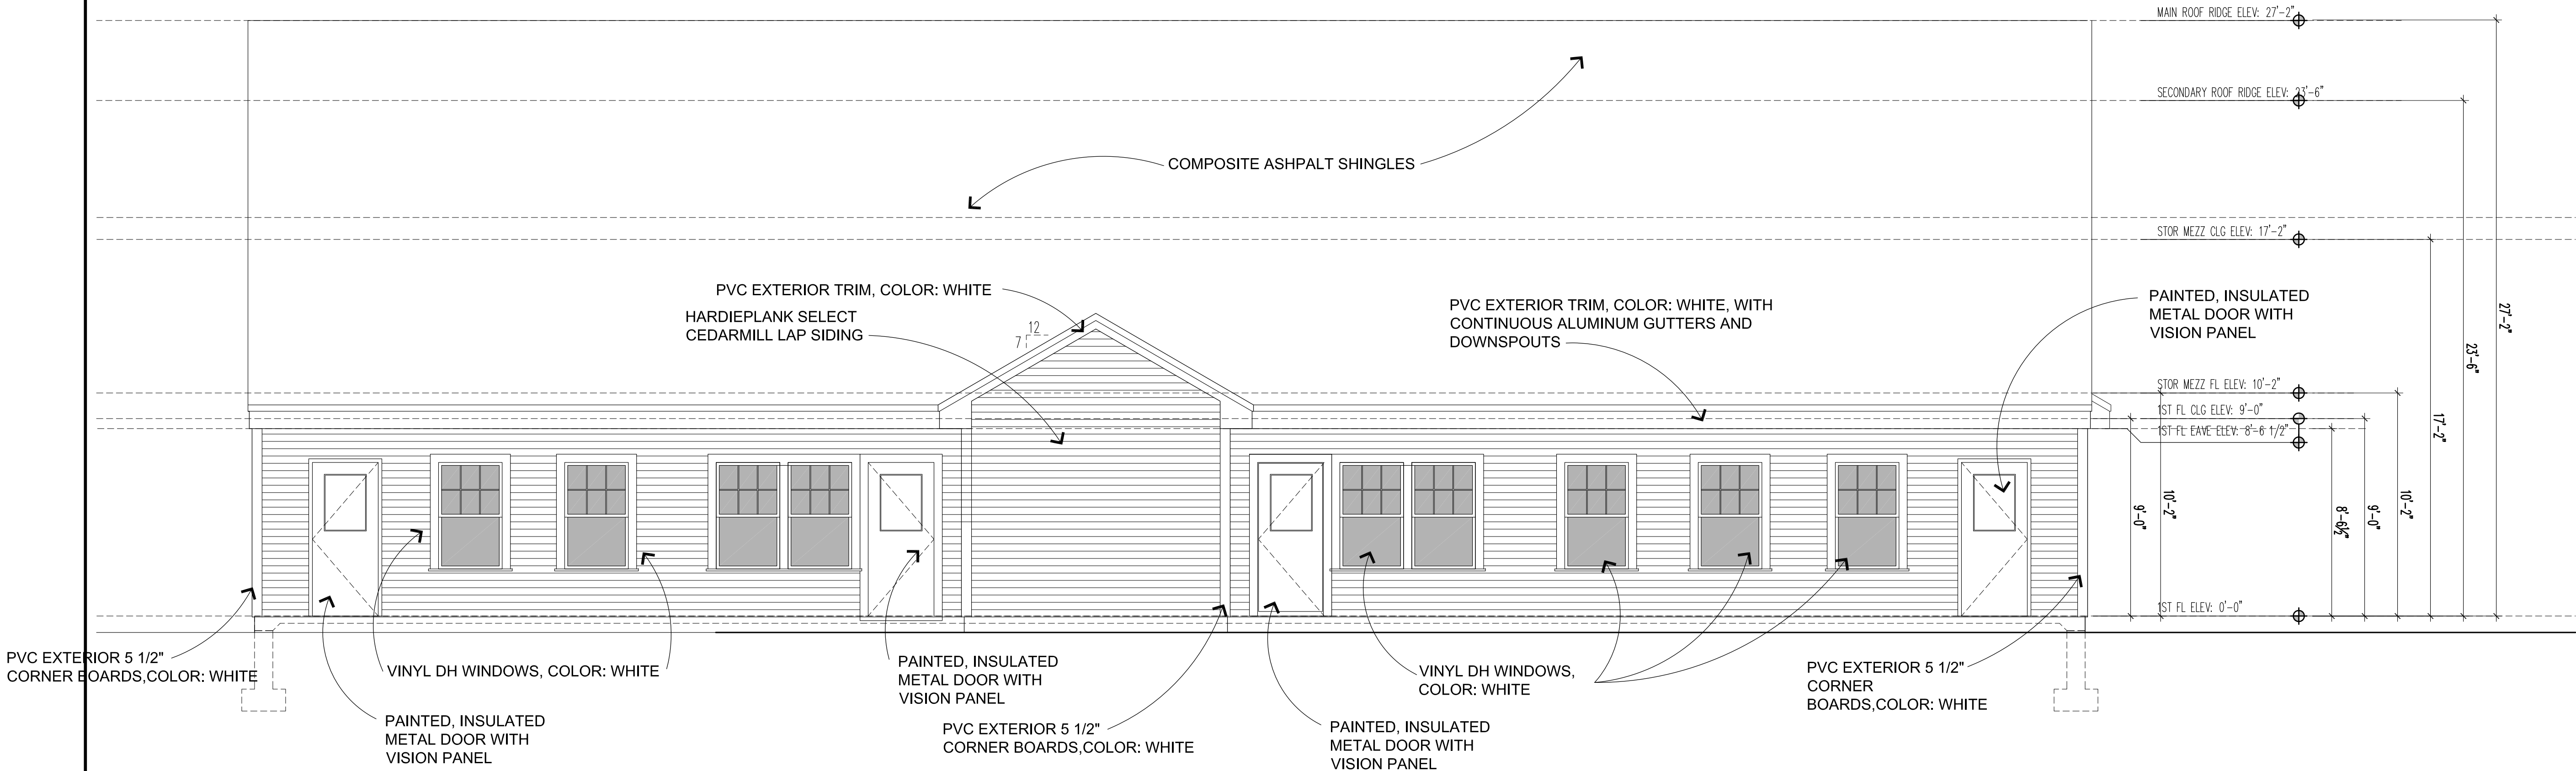 MAIN ROOF RIDGE ELEV: 27'-2"
SECONDARY ROOF RIDGE ELEV: 23'-6"
COMPOSITE ASHPALT SHINGLES
STOR MEZZ CLG ELEV: 17'-2"
PVC EXTERIOR TRIM, COLOR: WHITE
HARDIEPLANK SELECT
CEDARMILL LAP SIDING
12
7
PVC EXTERIOR TRIM, COLOR: WHITE, WITH
CONTINUOUS ALUMINUM GUTTERS AND
DOWNSPOUTS
PAINTED, INSULATED
METAL DOOR WITH
VISION PANEL
27'-2"
23'-6"
STOR MEZZ FL ELEV: 10'-2"
1ST FL CLG ELEV: 9'-0"
1ST FL EAVE ELEV: 8'-6 1/2"
17'-2"
9'-0"
10'-2"
8'-6½"
9'-0"
10'-2"
1ST FL ELEV: 0'-0"
PVC EXTERIOR 5 1/2"
CORNER BOARDS,COLOR: WHITE
VINYL DH WINDOWS, COLOR: WHITE
PAINTED, INSULATED
METAL DOOR WITH
VISION PANEL
PAINTED, INSULATED
METAL DOOR WITH
VISION PANEL
PVC EXTERIOR 5 1/2"
CORNER BOARDS,COLOR: WHITE
VINYL DH WINDOWS,
COLOR: WHITE
PAINTED, INSULATED
METAL DOOR WITH
VISION PANEL
PVC EXTERIOR 5 1/2"
CORNER
BOARDS,COLOR: WHITE